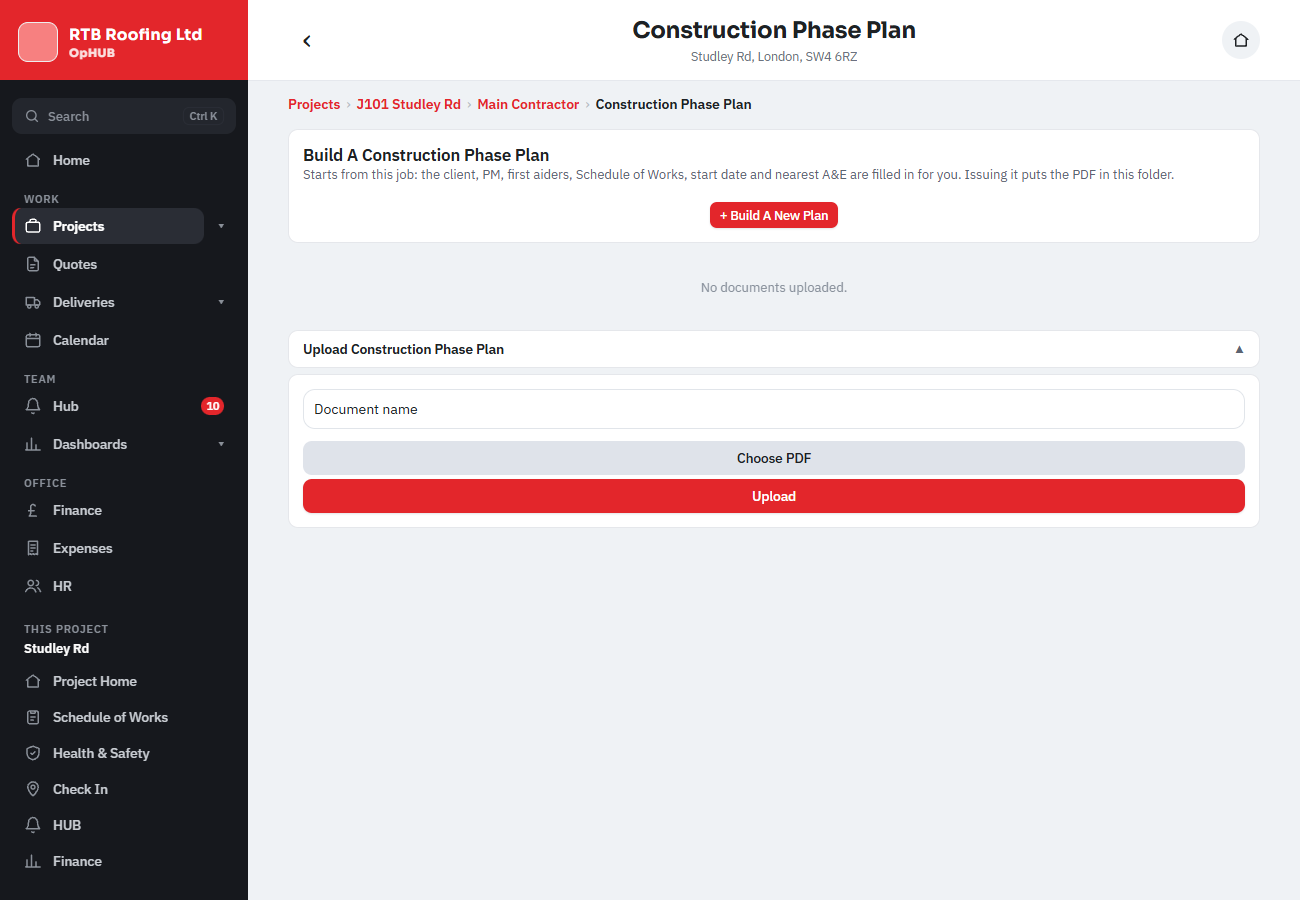 RTB Roofing Ltd
OpHUB
Search
Ctrl K
Home
WORK
Projects
Quotes
Deliveries
Calendar
TEAM
Hub
10
Dashboards
OFFICE
Finance
Expenses
HR
THIS PROJECT
Studley Rd
Project Home
Schedule of Works
Health & Safety
Check In
HUB
Finance
Construction Phase Plan
Studley Rd, London, SW4 6RZ
Projects › J101 Studley Rd › Main Contractor › Construction Phase Plan
Build A Construction Phase Plan
Starts from this job: the client, PM, first aiders, Schedule of Works, start date and nearest A&E are filled in for you. Issuing it puts the PDF in this folder.
+ Build A New Plan
No documents uploaded.
Upload Construction Phase Plan
Document name
Choose PDF
Upload